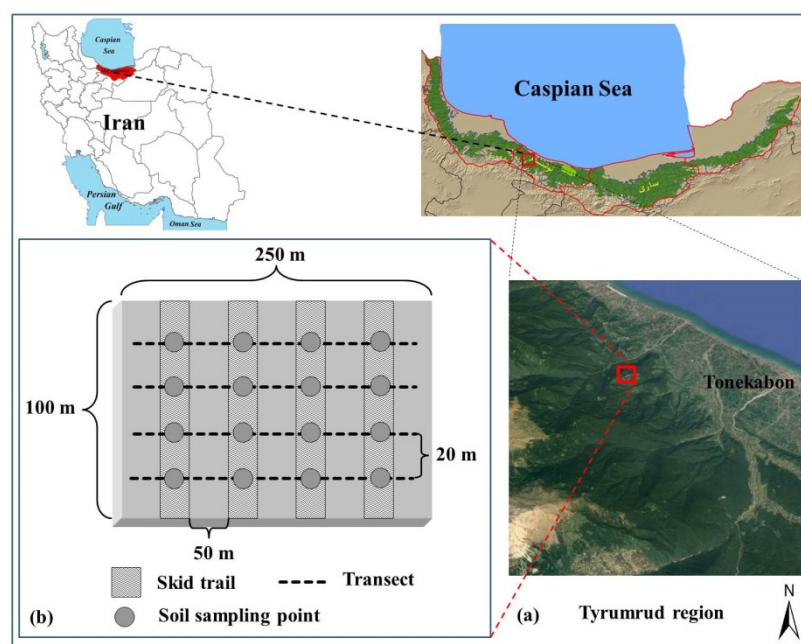 Caspian
Sea
Iran
Persian
Gulf
Oman Sea
Caspian Sea
ساری
250 m
100 m
20 m
50 m
Skid trail
Transect
Soil sampling point
(b)
Tonekabon
(a)
Tyrumrud region
N